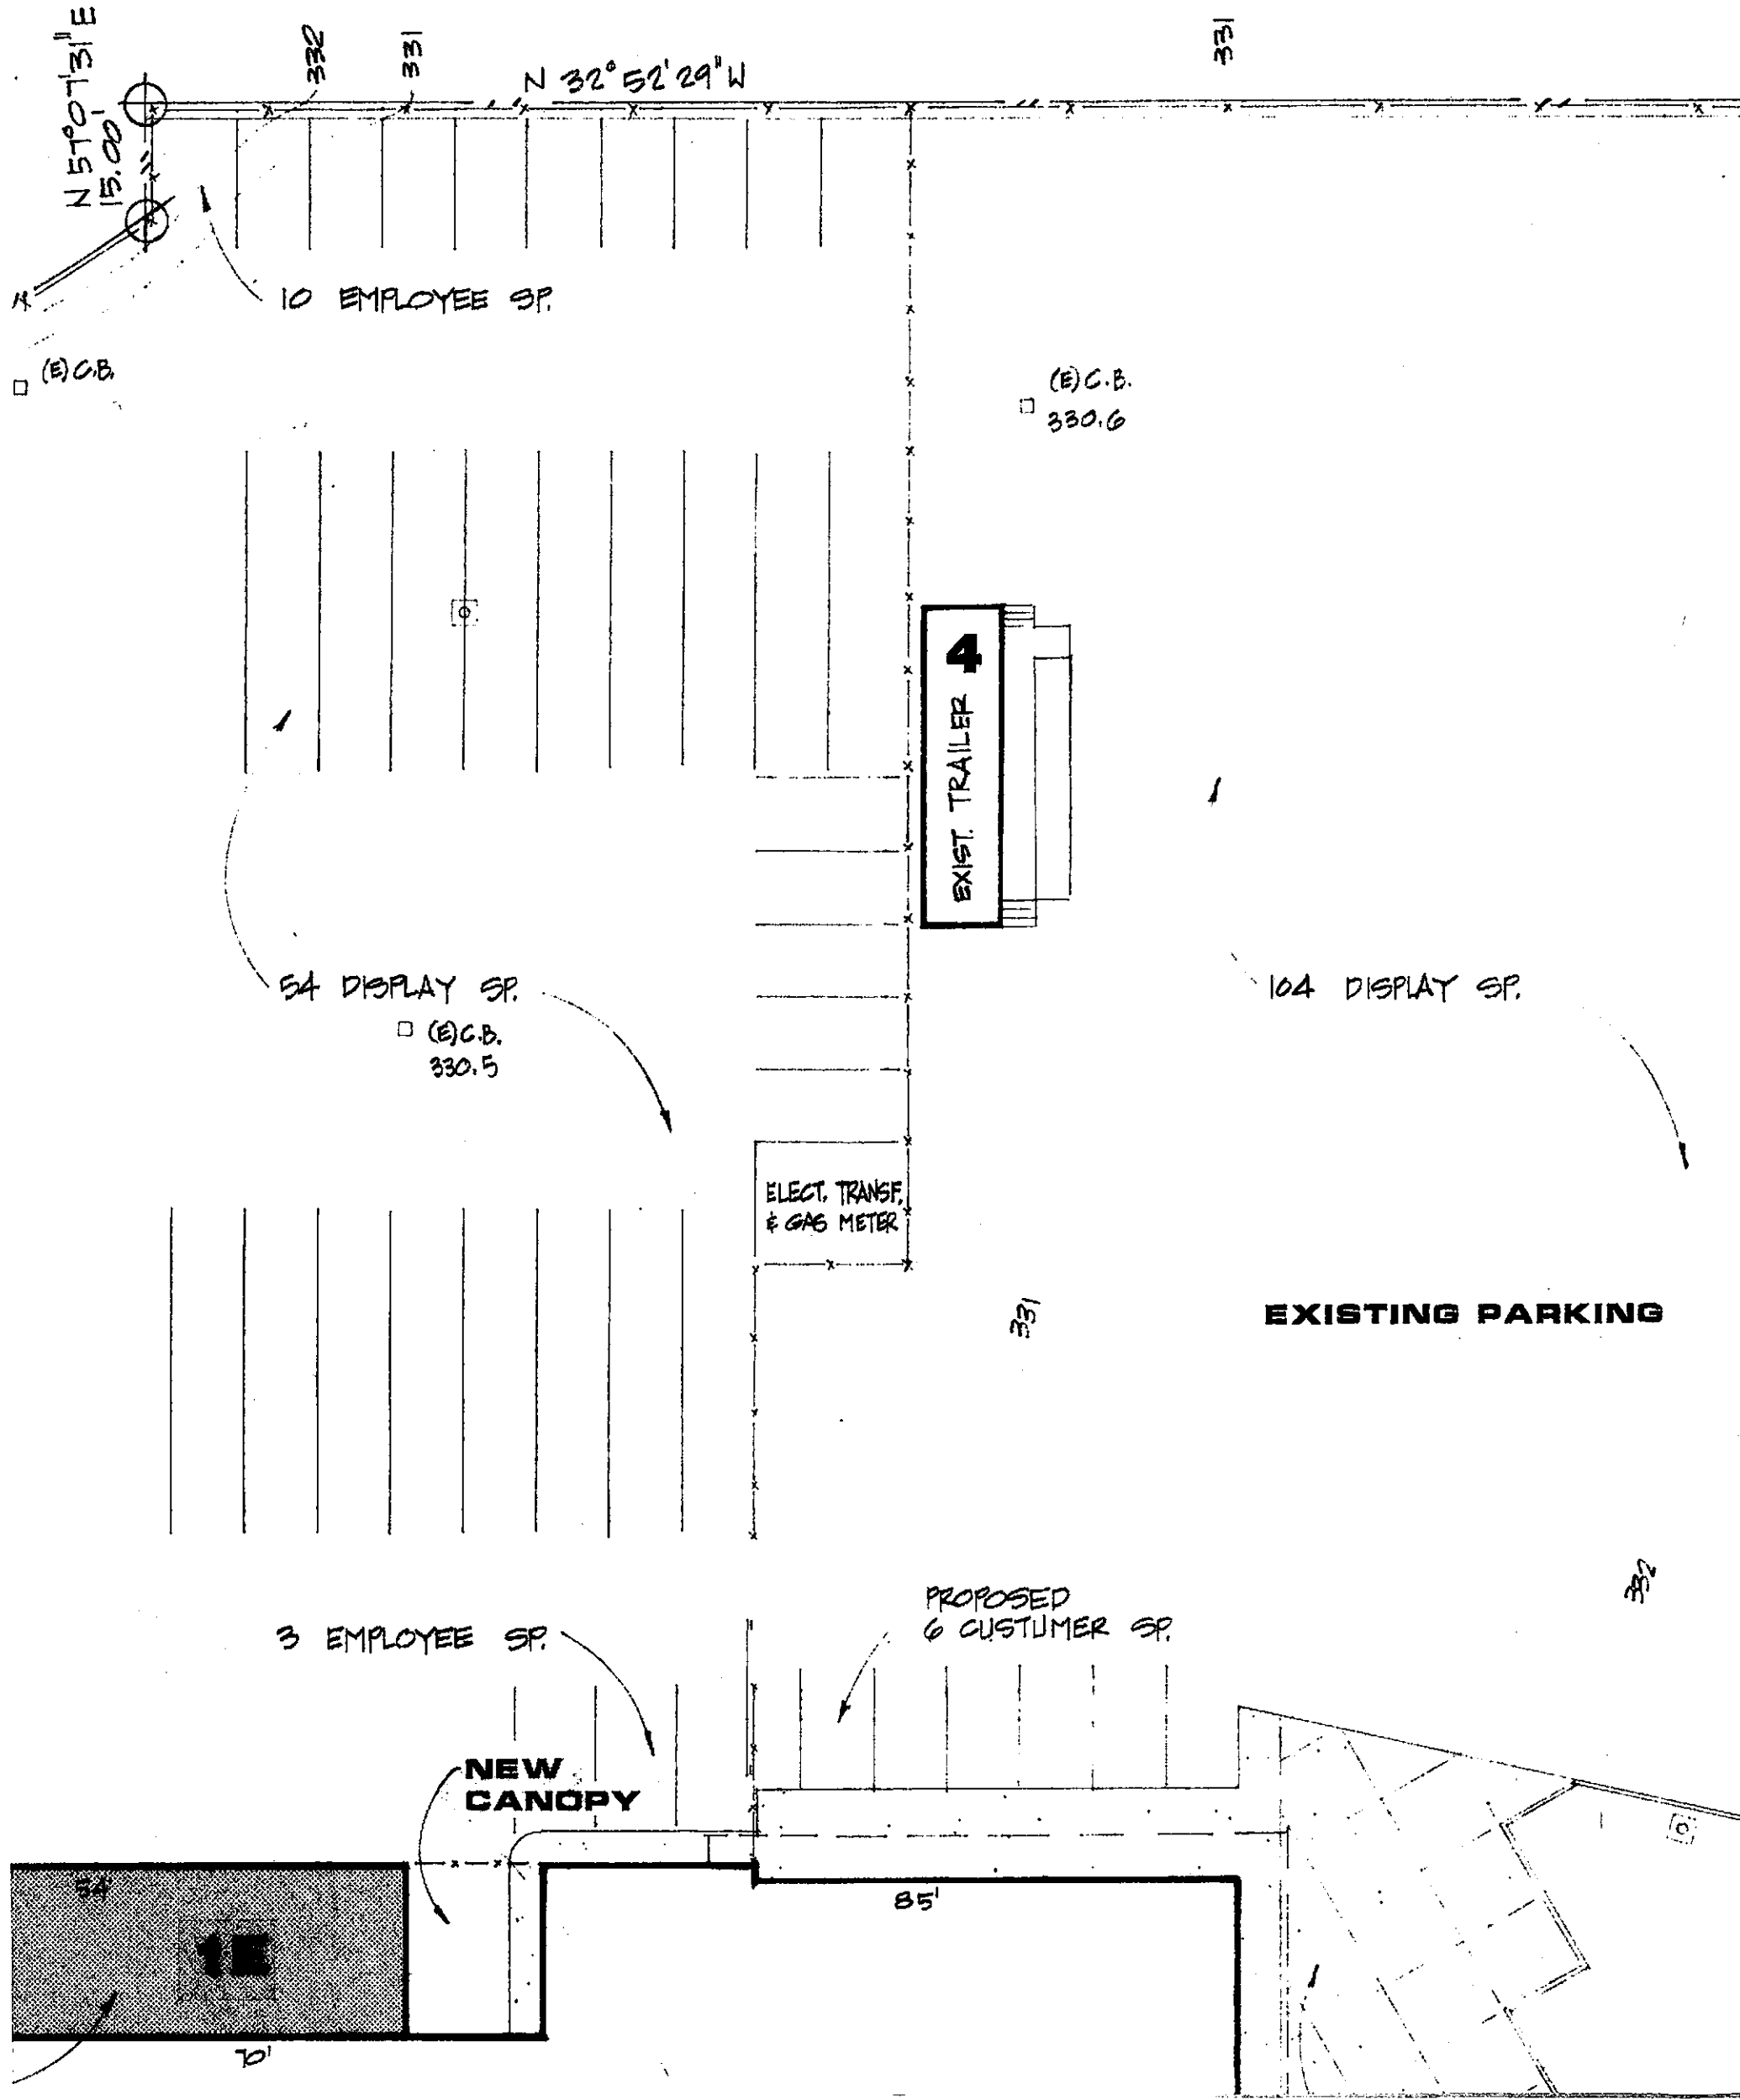 N 57°07'31" E
15.00'
332
331
N 32°52'29" W
331
10 EMPLOYEE SP.
(E) C.B.
(E) C.B.
330.6
4
EXIST. TRAILER
54 DISPLAY SP.
(E) C.B.
330.5
104 DISPLAY SP.
ELECT. TRANSF.
& GAS METER
331
EXISTING PARKING
332
PROPOSED
6 CUSTUMER SP.
3 EMPLOYEE SP.
NEW
CANOPY
54'
1E
85'
70'